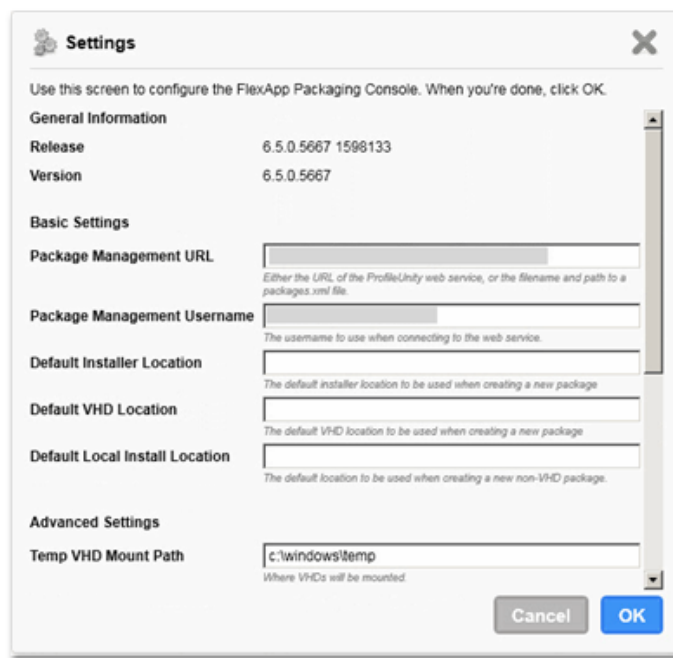 Settings
Use this screen to configure the FlexApp Packaging Console. When you're done, click OK.
General Information
Release 6.5.0.5667 1598133
Version 6.5.0.5667
Basic Settings
Package Management URL
Either the URL of the ProfileUnity web service, or the filename and path to a
packages.xml file.
Package Management Username
The username to use when connecting to the web service.
Default Installer Location
The default installer location to be used when creating a new package
Default VHD Location
The default VHD location to be used when creating a new package
Default Local Install Location
The default location to be used when creating a new non-VHD package.
Advanced Settings
Temp VHD Mount Path c:\windows\temp
Where VHDs will be mounted.
Cancel OK